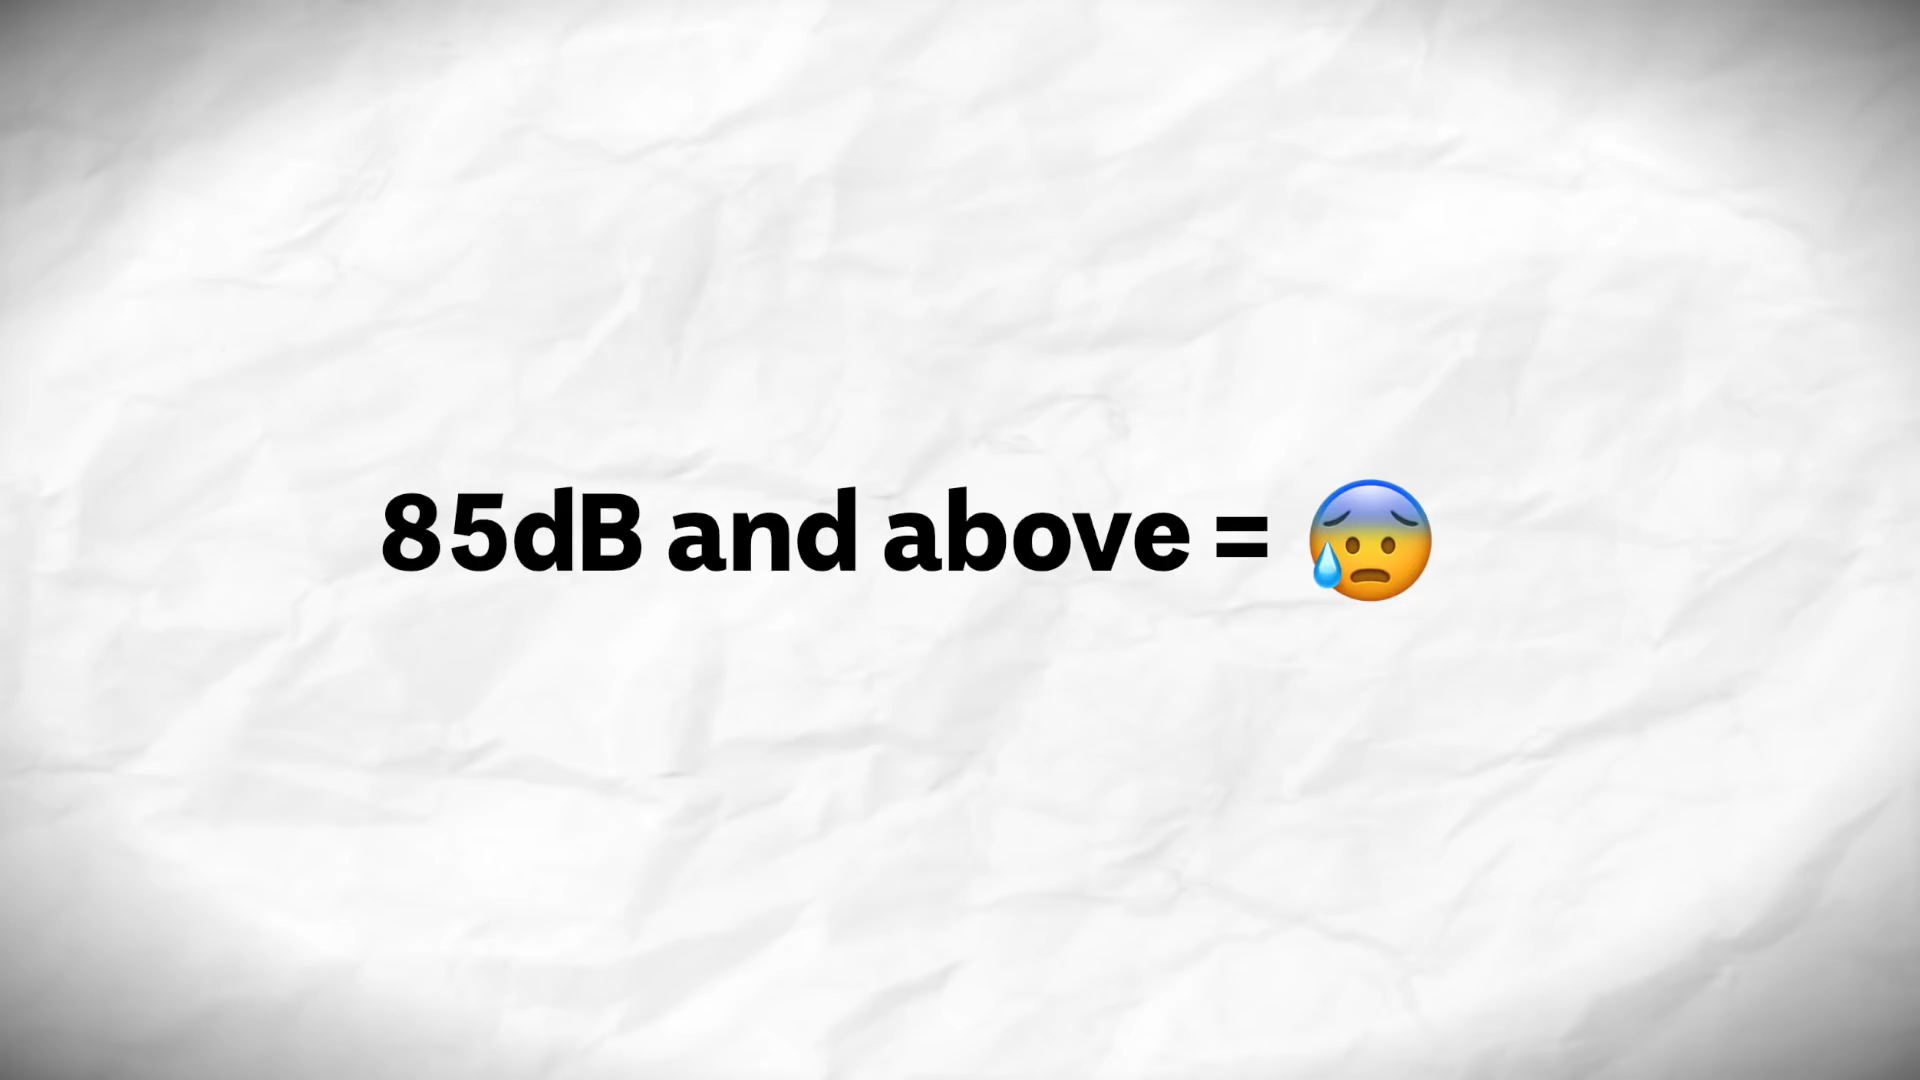 85dB and above = 😰